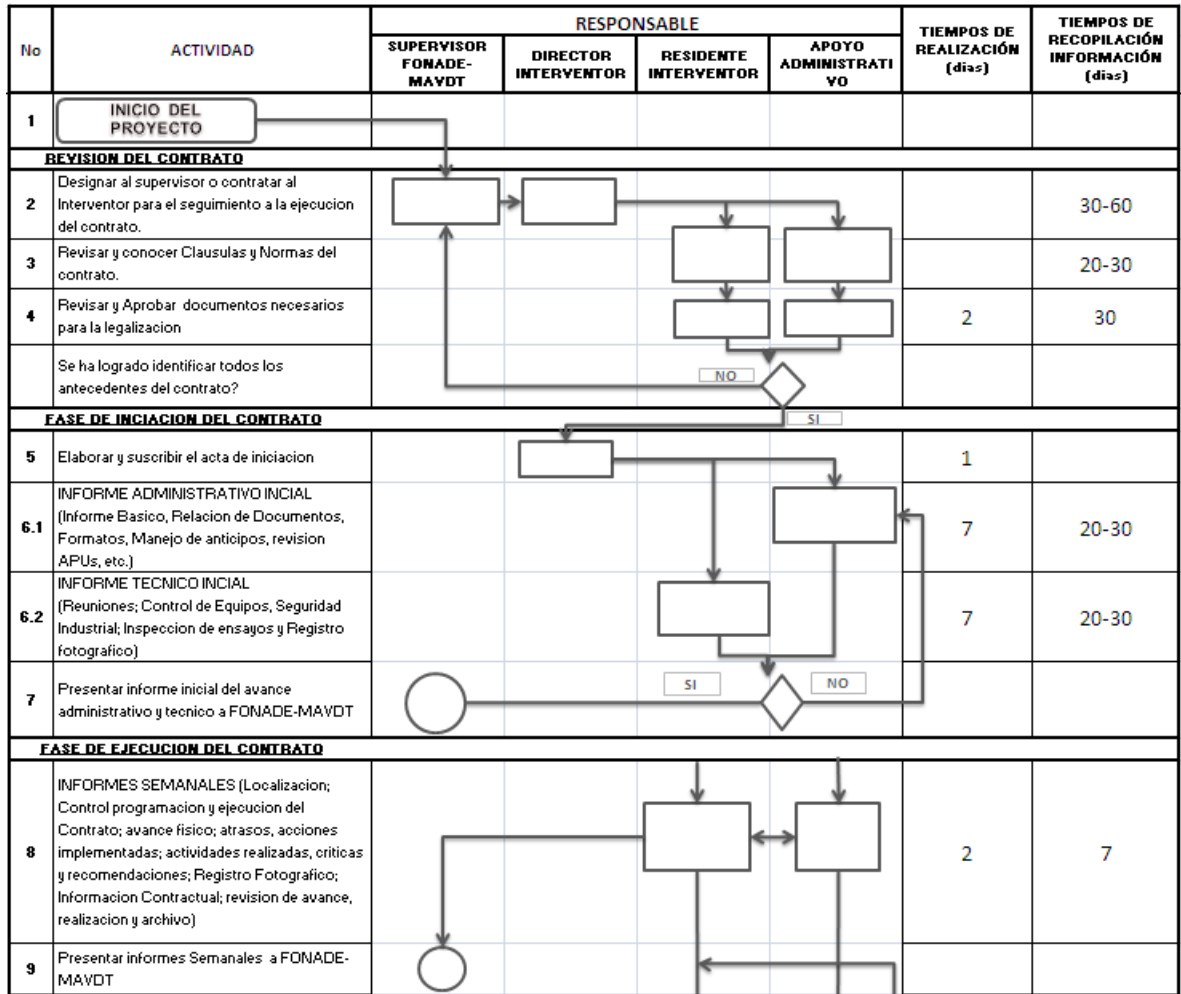 No
ACTIVIDAD
RESPONSABLE
SUPERVISOR
FONADE-
MAVDT
DIRECTOR
INTERVENTOR
RESIDENTE
INTERVENTOR
APOYO
ADMINISTRATI
VO
TIEMPOS DE
REALIZACIÓN
(dias)
TIEMPOS DE
RECOPILACIÓN
INFORMACIÓN
(dias)
1
INICIO DEL
PROYECTO
REVISION DEL CONTRATO
2
Designar al supervisor o contratar al
Interventor para el seguimiento a la ejecucion
del contrato.
30-60
3
Revisar y conocer Clausulas y Normas del
contrato.
20-30
4
Revisar y Aprobar documentos necesarios
para la legalizacion
2
30
Se ha logrado identificar todos los
antecedentes del contrato?
NO
FASE DE INCIACION DEL CONTRATO
SI
5
Elaborar y suscribir el acta de iniciacion
1
6.1
INFORME ADMINISTRATIVO INCIAL
(Informe Basico, Relacion de Documentos,
Formatos, Manejo de anticipos, revision
APUs, etc.)
7
20-30
6.2
INFORME TECNICO INCIAL
(Reuniones; Control de Equipos, Seguridad
Industrial; Inspeccion de ensayos y Registro
fotografico)
7
20-30
7
Presentar informe inicial del avance
administrativo y tecnico a FONADE-MAVDT
SI
NO
FASE DE EJECUCION DEL CONTRATO
8
INFORMES SEMANALES (Localizacion;
Control programacion y ejecucion del
Contrato; avance fisico; atrasos, acciones
implementadas; actividades realizadas, criticas
y recomendaciones; Registro Fotografico;
Informacion Contractual; revision de avance,
realizacion y archivo)
2
7
9
Presentar informes Semanales a FONADE-
MAVDT